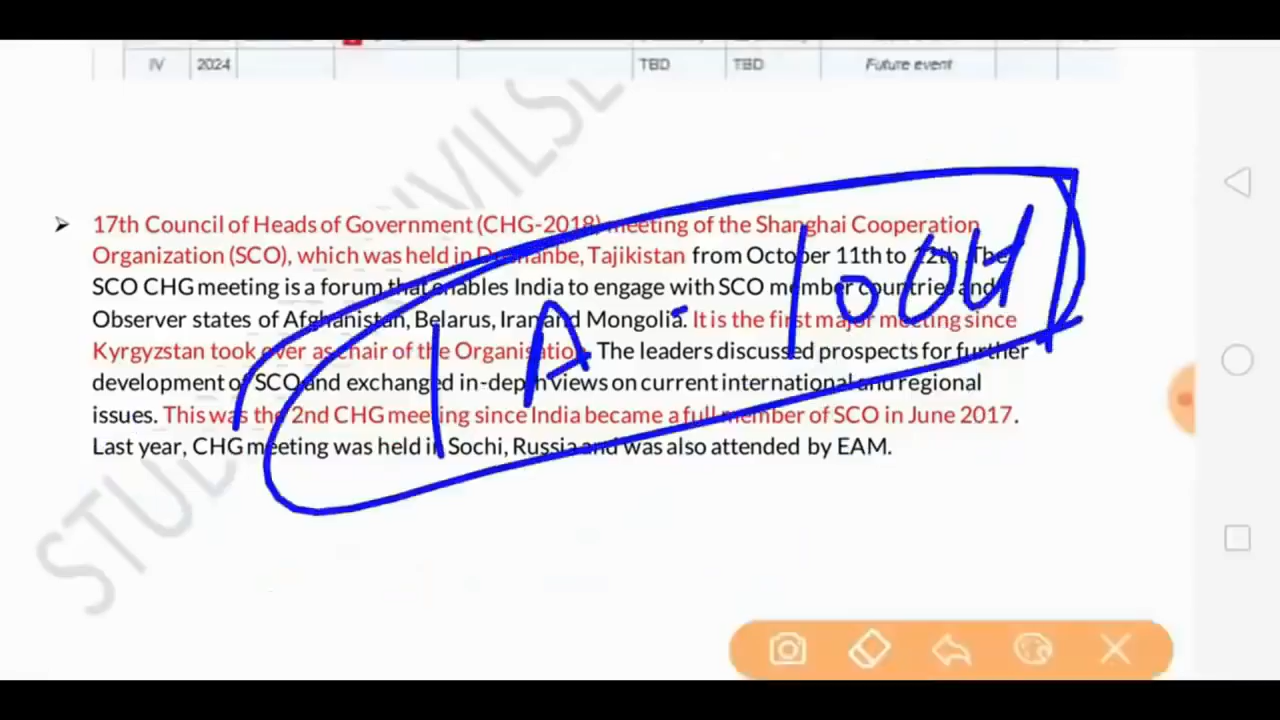 IV 2024 TBD TBD Future event
➤ 17th Council of Heads of Government (CHG-2018) meeting of the Shanghai Cooperation
Organization (SCO), which was held in Dushanbe, Tajikistan from October 11th to 12th .The
SCO CHG meeting is a forum that enables India to engage with SCO member countries and
Observer states of Afghanistan, Belarus, Iran and Mongolia. It is the first major meeting since
Kyrgyzstan took over as chair of the Organisation. The leaders discussed prospects for further
development of SCO and exchanged in-depth views on current international and regional
issues. This was the 2nd CHG meeting since India became a full member of SCO in June 2017.
Last year, CHG meeting was held in Sochi, Russia and was also attended by EAM.